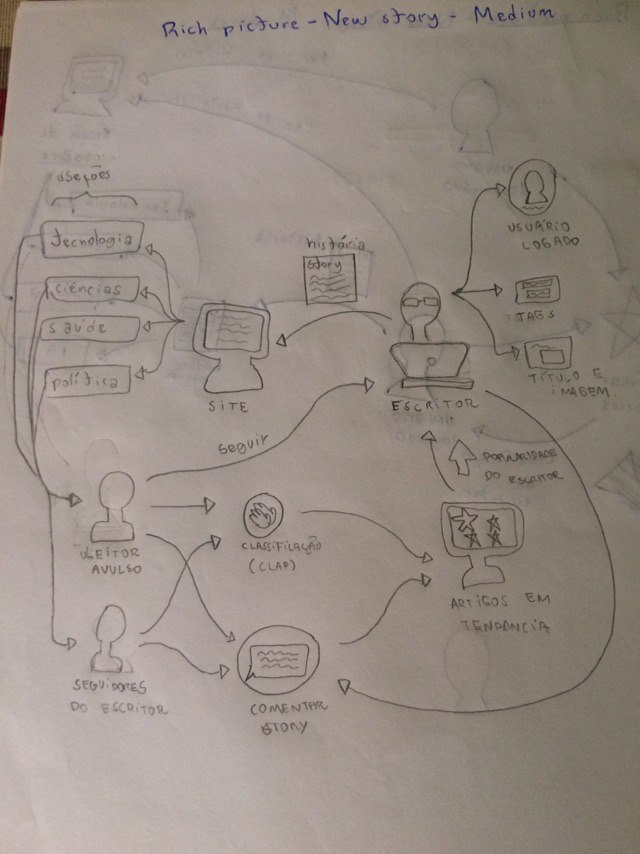 Rich picture - New story - Medium
seções
tecnologia
ciências
saúde
política
história
story
SITE
ESCRITOR
USUÁRIO
LOGADO
TAGS
TÍTULO E
IMAGEM.
seguir
POPULARIDADE
DO ESCRITOR
LEITOR
AVULSO
CLASSIFICAÇÃO
(CLAP)
ARTIGOS EM
TENDANCIA
SEGUIDORES
DO ESCRITOR
COMENTAR
STORY